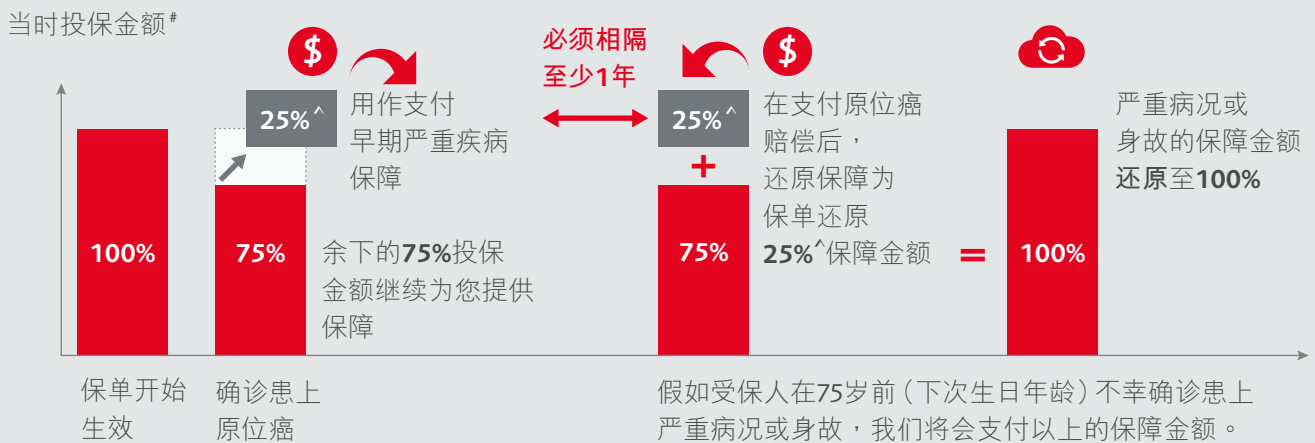 当时投保金额#
$
25%^
用作支付
早期严重疾病
保障
必须相隔
至少1年
$
25%^
+
在支付原位癌
赔偿后，
还原保障为
保单还原
25%^保障金额
严重病况或
身故的保障金额
还原至100%
100%
75%
余下的75%投保
金额继续为您提供
保障
75%
=
100%
保单开始
生效
确诊患上
原位癌
假如受保人在75岁前（下次生日年龄）不幸确诊患上
严重病况或身故，我们将会支付以上的保障金额。